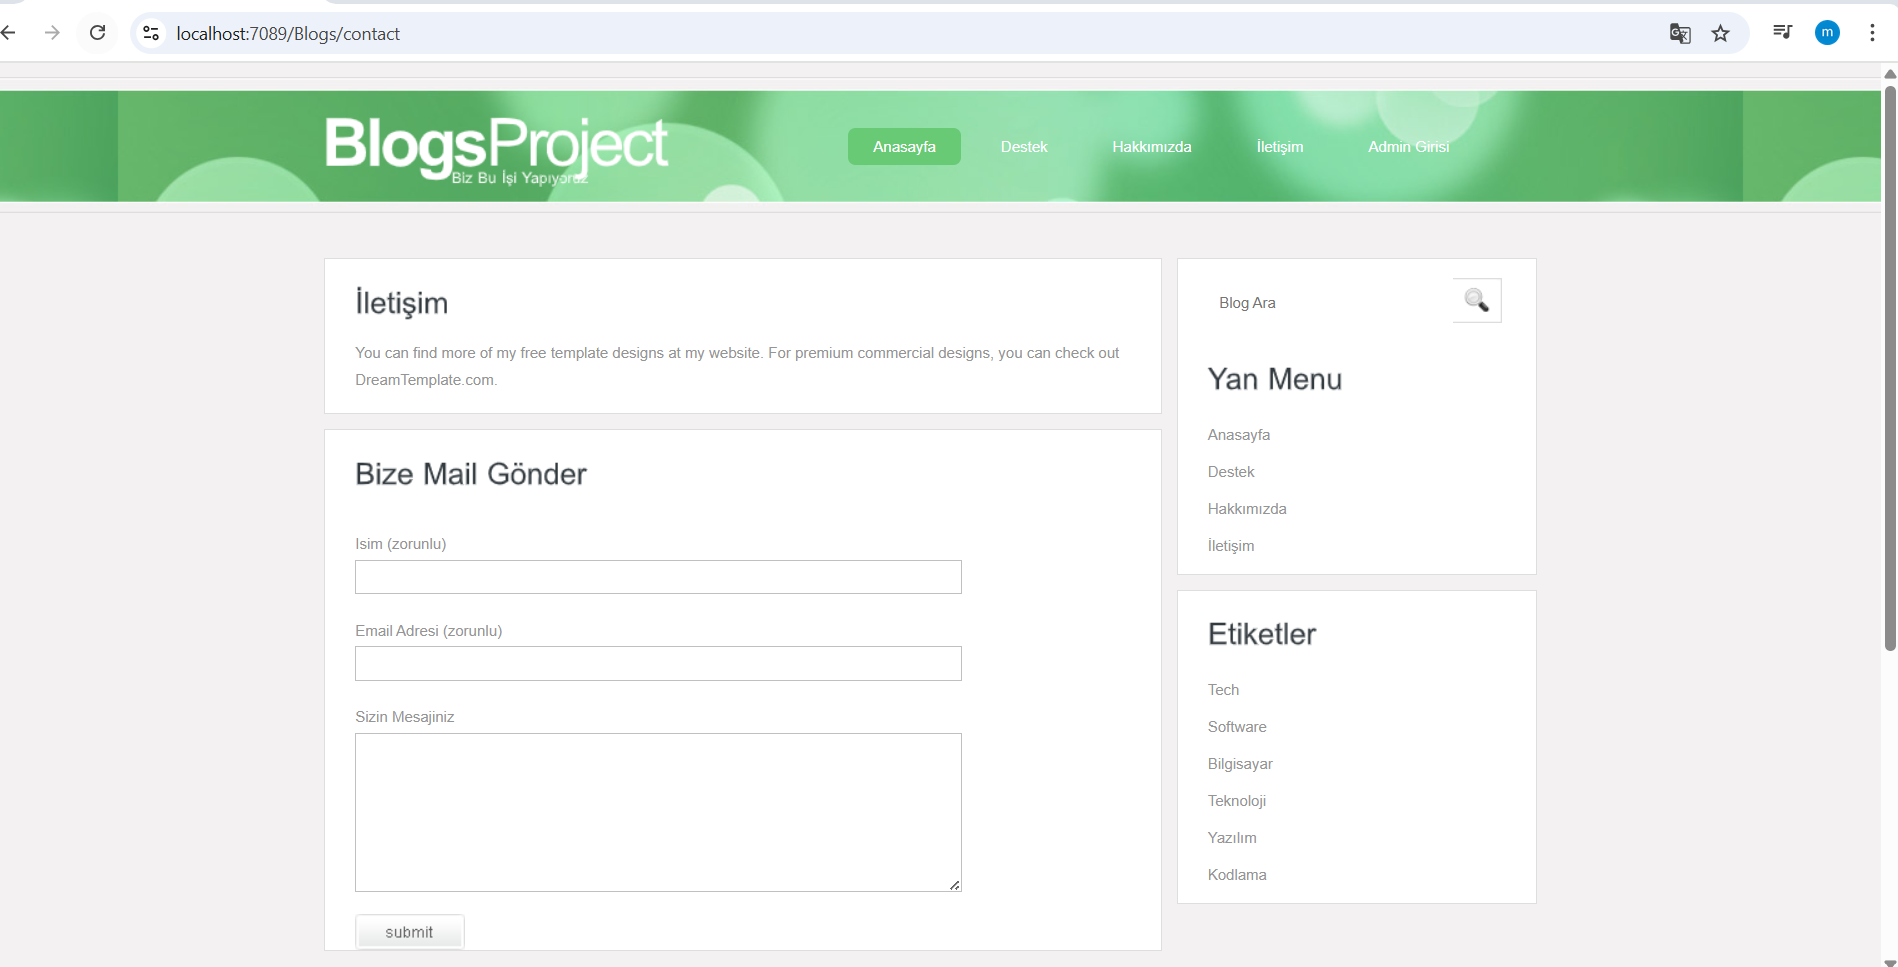 localhost:7089/Blogs/contact
m
BlogsProject
Biz Bu İşi Yapıyoruz
Anasayfa
Destek
Hakkımızda
İletişim
Admin Girisi
İletişim
You can find more of my free template designs at my website. For premium commercial designs, you can check out
DreamTemplate.com.
Bize Mail Gönder
Isim (zorunlu)
Email Adresi (zorunlu)
Sizin Mesajiniz
submit
Blog Ara
Yan Menu
Anasayfa
Destek
Hakkımızda
İletişim
Etiketler
Tech
Software
Bilgisayar
Teknoloji
Yazılım
Kodlama